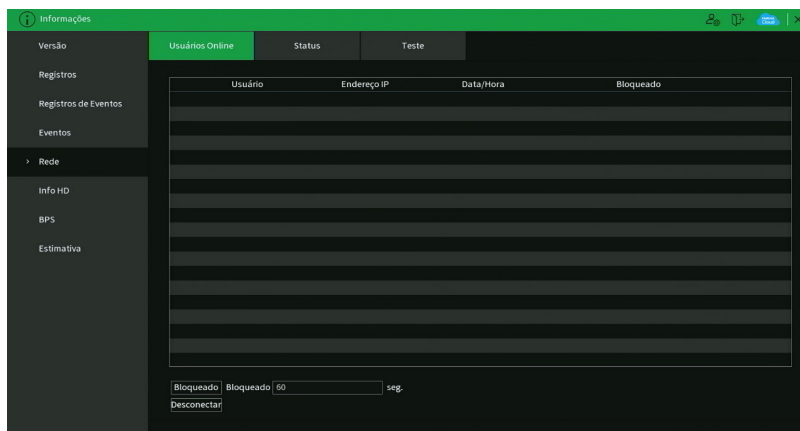 Informações
Versão
Registros
Registros de Eventos
Eventos
> Rede
Info HD
BPS
Estimativa
Usuários Online Status Teste
Usuário Endereço IP Data/Hora Bloqueado
Bloqueado Bloqueado 60 seg.
Desconectar